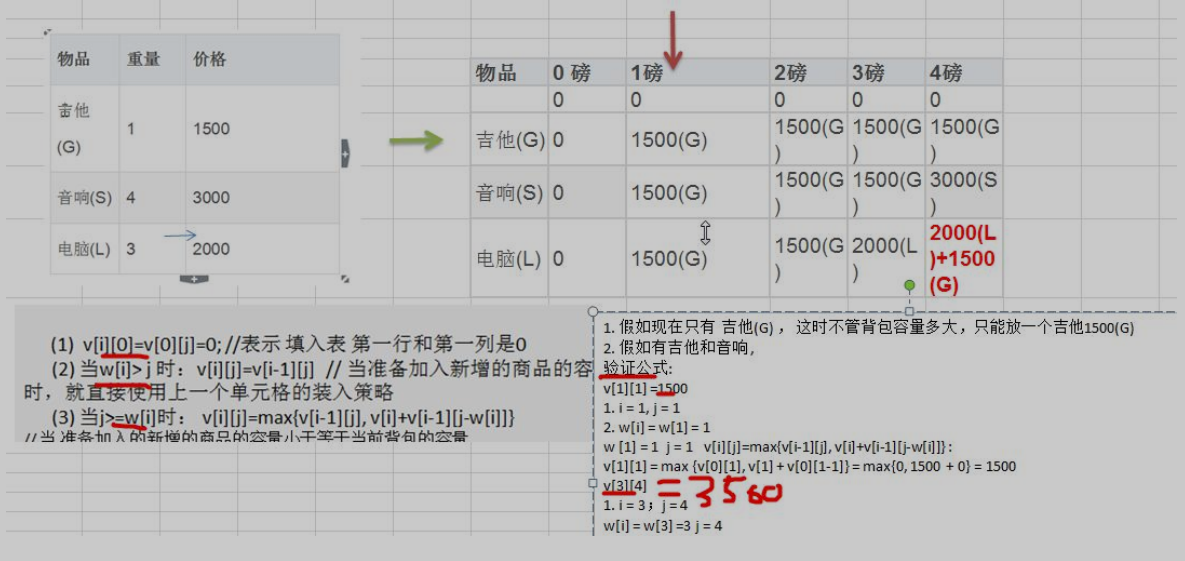 物品 重量 价格
吉他
(G)
1 1500
音响(S) 4 3000
电脑(L) 3 2000
物品 0 磅 1磅 2磅 3磅 4磅
0 0 0 0 0
吉他(G) 0 1500(G) 1500(G) 1500(G) 1500(G)
音响(S) 0 1500(G) 1500(G) 1500(G) 3000(S)
电脑(L) 0 1500(G) 1500(G) 2000(L) 2000(L)+1500(G)
(1) v[i][0]=v[0][j]=0; //表示 填入表 第一行和第一列是0
(2) 当w[i]> j 时：v[i][j]=v[i-1][j] // 当准备加入新增的商品的容
时，就直接使用上一个单元格的装入策略
(3) 当j>=w[i]时： v[i][j]=max{v[i-1][j], v[i]+v[i-1][j-w[i]]}
// 当 准备加入的新增的商品的容量小于等于当前背包的容量
1. 假如现在只有 吉他(G) ， 这时不管背包容量多大，只能放一个吉他1500(G)
2. 假如有吉他和音响,
验证公式:
v[1][1] =1500
1. i = 1, j = 1
2. w[i] = w[1] = 1
w [1] = 1 j = 1 v[i][j]=max{v[i-1][j], v[i]+v[i-1][j-w[i]]} :
v[1][1] = max {v[0][1], v[1] + v[0][1-1]} = max{0, 1500 + 0} = 1500
v[3][4] =3500
1. i = 3；j = 4
w[i] = w[3] =3 j = 4